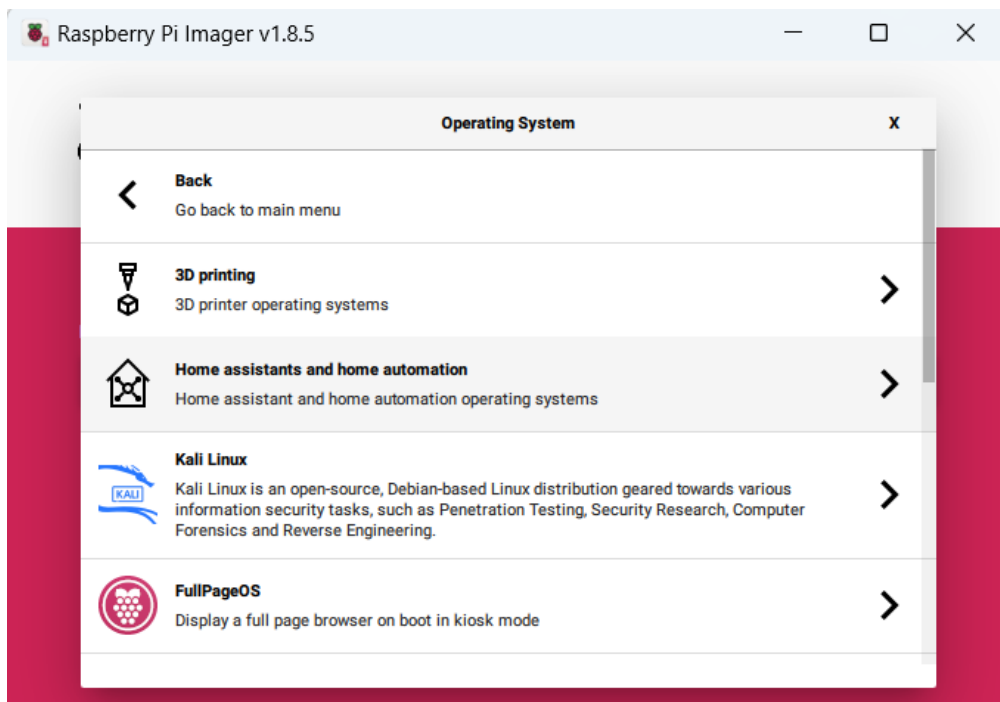 Raspberry Pi Imager v1.8.5
Operating System
X
Back
Go back to main menu
3D printing
3D printer operating systems
Home assistants and home automation
Home assistant and home automation operating systems
Kali Linux
KALI
Kali Linux is an open-source, Debian-based Linux distribution geared towards various
information security tasks, such as Penetration Testing, Security Research, Computer
Forensics and Reverse Engineering.
FullPageOS
Display a full page browser on boot in kiosk mode